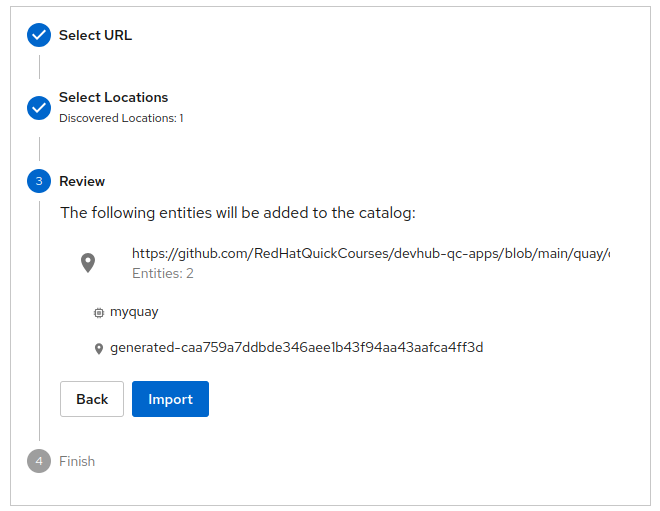 Select URL
Select Locations
Discovered Locations: 1
3 Review
The following entities will be added to the catalog:
https://github.com/RedHatQuickCourses/devhub-qc-apps/blob/main/quay/
Entities: 2
myquay
generated-caa759a7ddbde346aee1b43f94aa43aafca4ff3d
Back Import
4 Finish